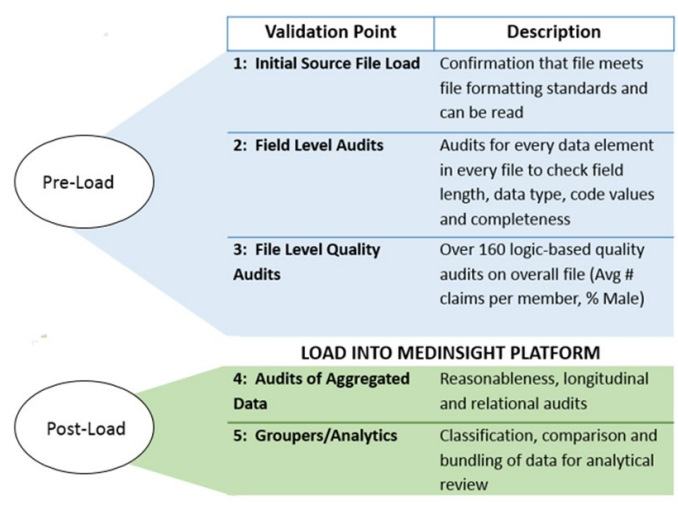 Validation Point Description
1: Initial Source File Load Confirmation that file meets
file formatting standards and
can be read
2: Field Level Audits Audits for every data element
in every file to check field
length, data type, code values
and completeness
Pre-Load
3: File Level Quality Over 160 logic-based quality
Audits audits on overall file (Avg #
claims per member, % Male)
LOAD INTO MEDINSIGHT PLATFORM
4: Audits of Aggregated Reasonableness, longitudinal
Data and relational audits
Post-Load
5: Groupers/Analytics Classification, comparison and
bundling of data for analytical
review